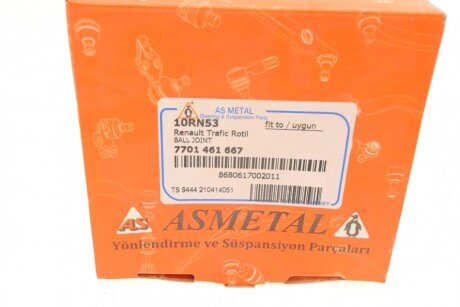 AS METAL
Steering & Suspension Parts
10RN53 fit to / uygun
Renault Trafic Rotil
BALL JOINT
7701 461 667
8680617002011
TS 9444 210414051
AS ASMETAL
Yönlendirme ve Süspansiyon Parçaları